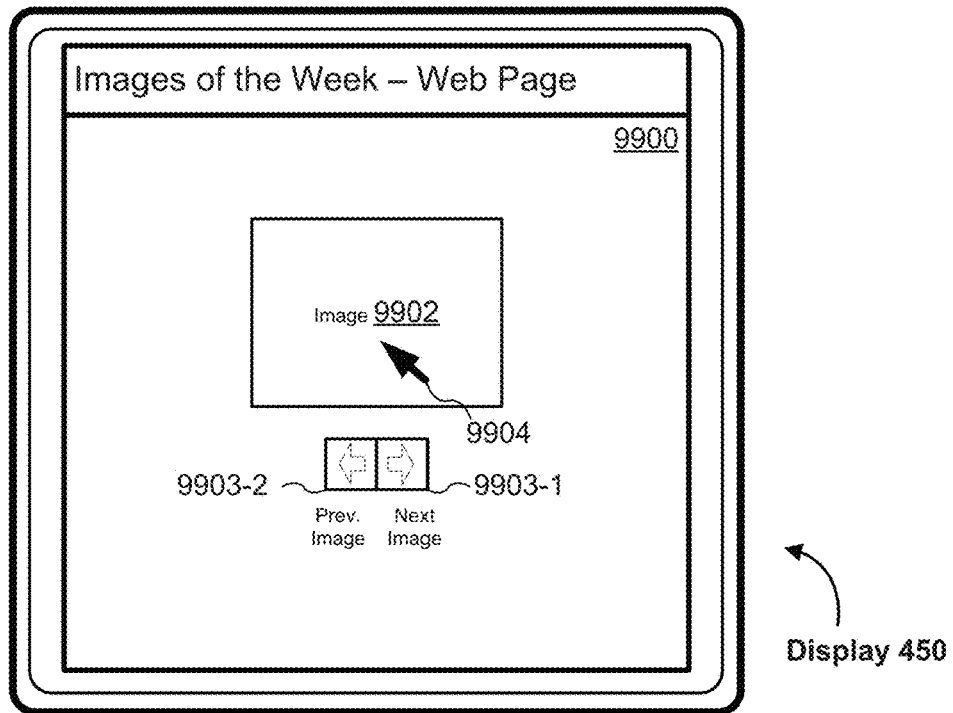 Images of the Week – Web Page
9900
Image 9902
9904
9903-2
9903-1
Prev.
Image
Next
Image
Display 450